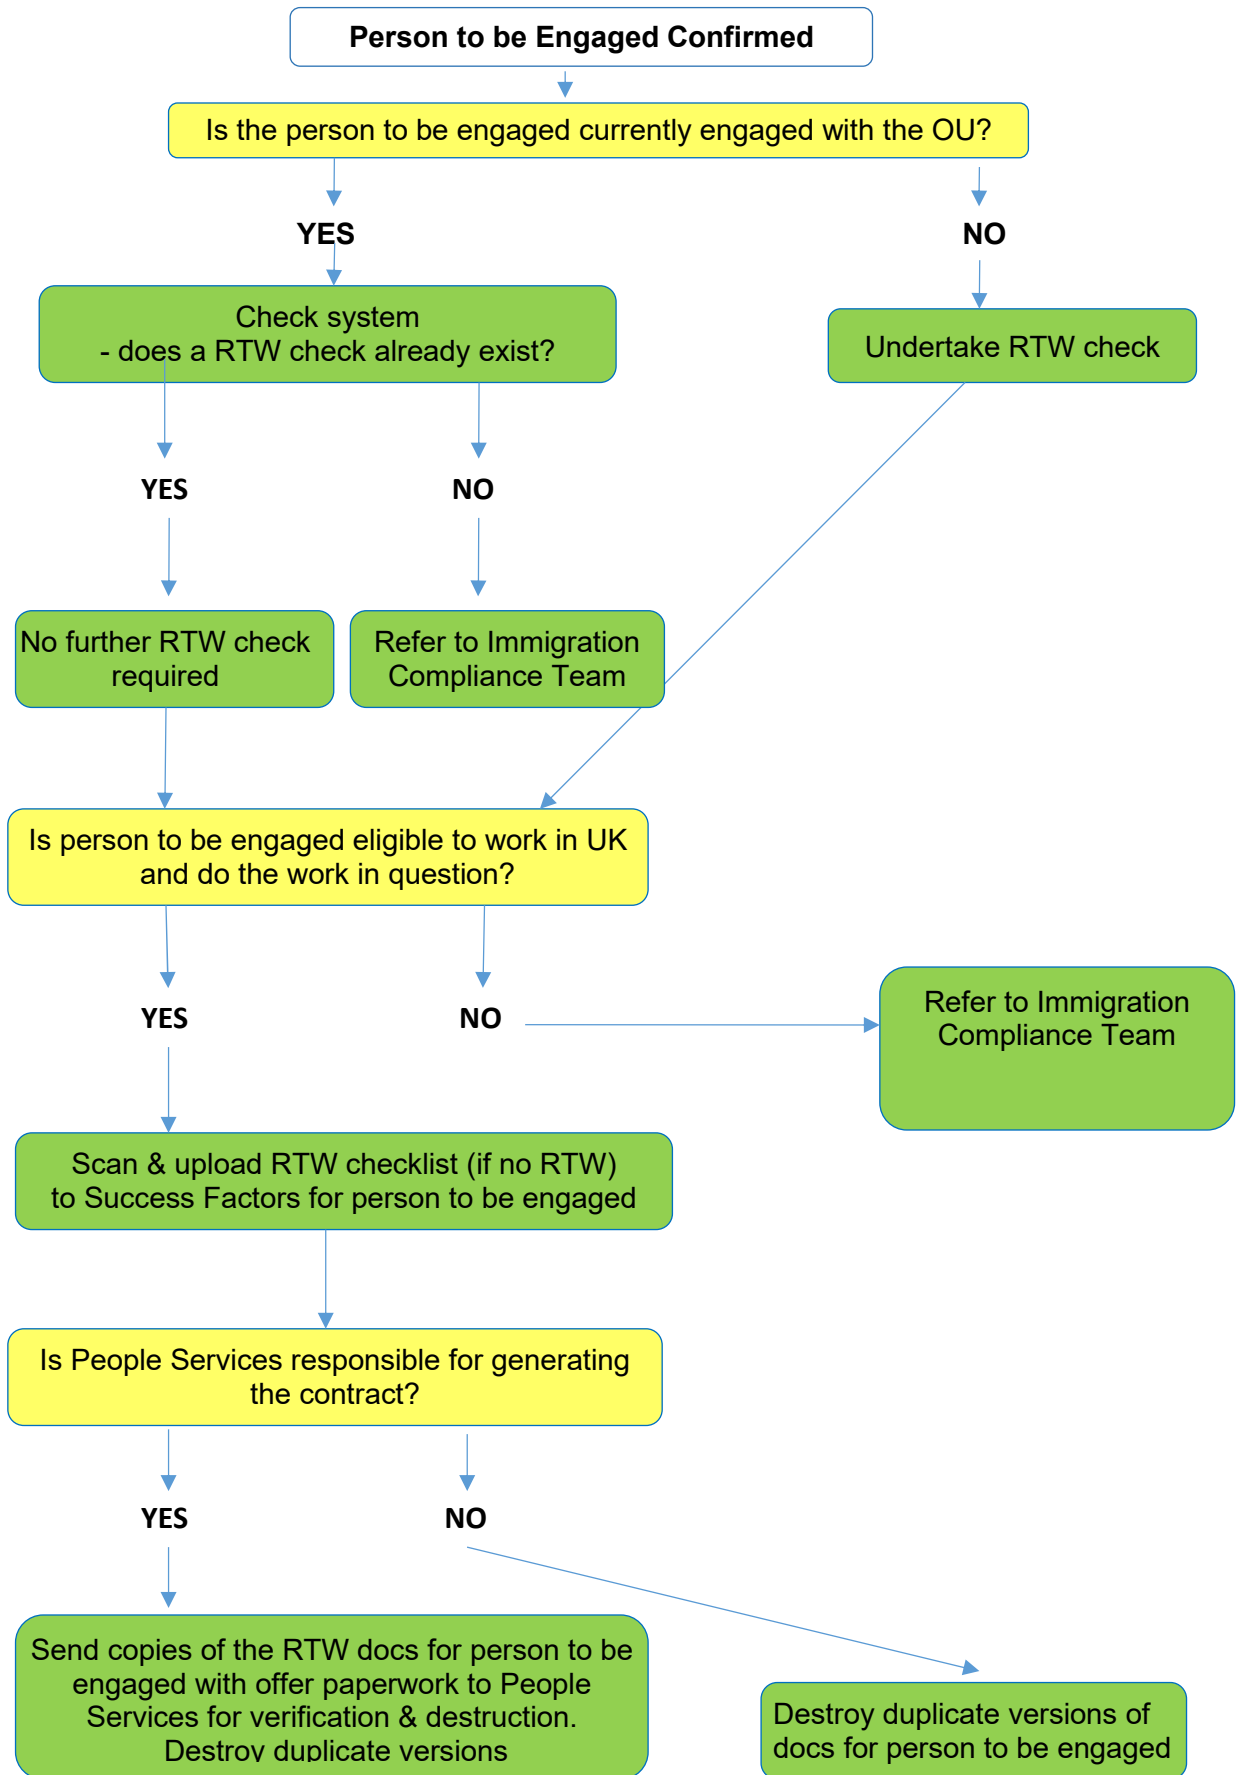 Person to be Engaged Confirmed
Is the person to be engaged currently engaged with the OU?
YES
NO
Check system
- does a RTW check already exist?
Undertake RTW check
YES
NO
No further RTW check
required
Refer to Immigration
Compliance Team
Is person to be engaged eligible to work in UK
and do the work in question?
YES
NO
Refer to Immigration
Compliance Team
Scan & upload RTW checklist (if no RTW)
to Success Factors for person to be engaged
Is People Services responsible for generating
the contract?
YES
NO
Send copies of the RTW docs for person to be
engaged with offer paperwork to People
Services for verification & destruction.
Destroy duplicate versions
Destroy duplicate versions of
docs for person to be engaged